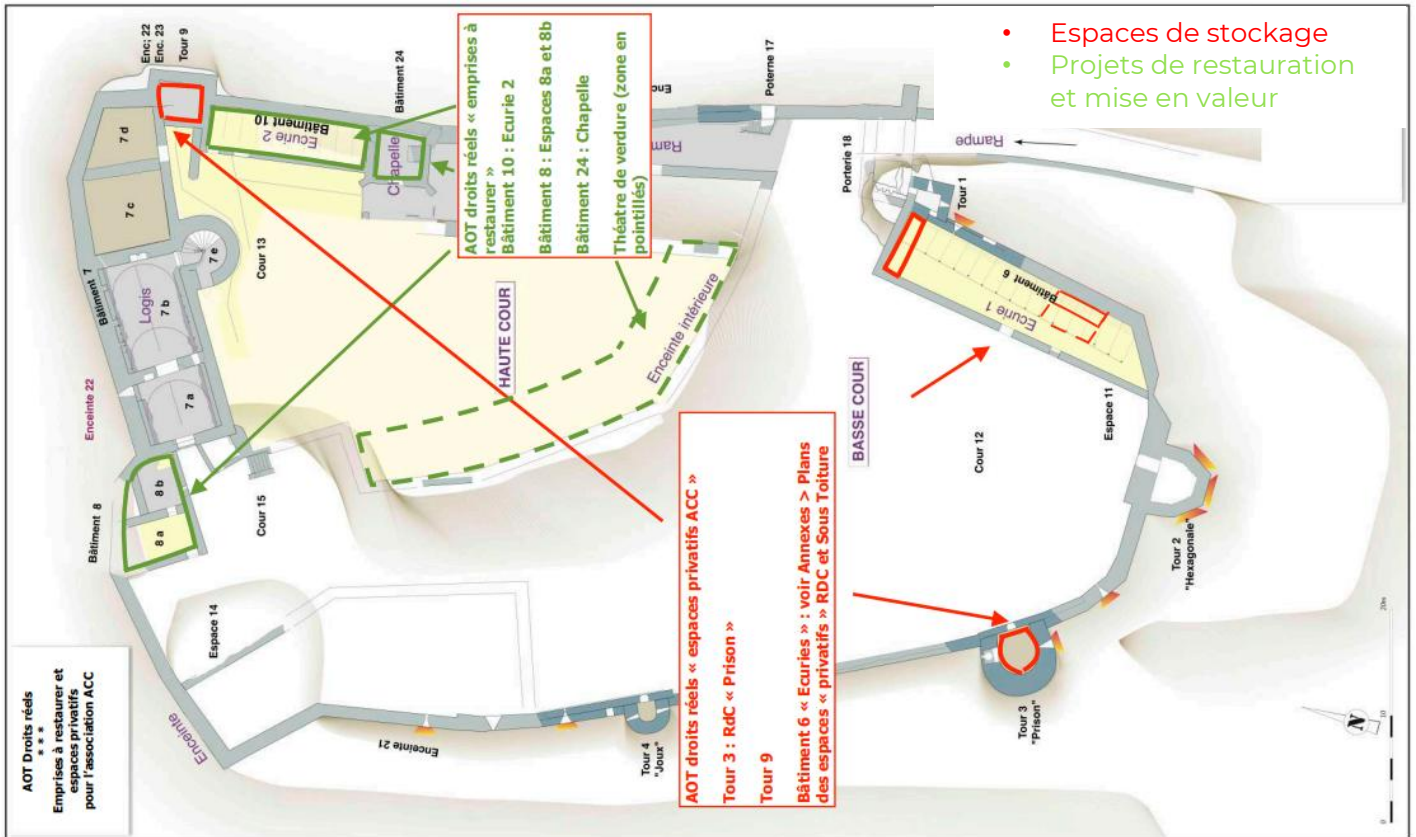 • Espaces de stockage
• Projets de restauration
et mise en valeur
AOT Droits réels
* * *
Emprises à restaurer et
espaces privatifs
pour l'association ACC
AOT droits réels « emprises à
restaurer »
Bâtiment 10 : Ecurie 2
Bâtiment 8 : Espaces 8a et 8b
Bâtiment 24 : Chapelle
Théatre de verdure (zone en
pointillés)
AOT droits réels « espaces privatifs ACC »
Tour 3 : RdC « Prison »
Tour 9
Bâtiment 6 « Ecuries » : voir Annexes > Plans
des espaces « privatifs » RDC et Sous Toiture
Enc; 22
Enc. 23
Tour 9
7 d
7 c
Bâtiment 10
Ecurie 2
Bâtiment 24
Chapelle
Enc
Poterne 17
Ram
Rampe
Porterie 18
Tour 1
Bâtiment 7
Logis
7 b
7 e
7 a
Cour 13
HAUTE COUR
Enceinte intérieure
Enceinte 22
Bâtiment 8
8 b
8 a
Cour 15
Espace 14
Enceinte
Enceinte 21
Tour 4
"Joux"
BASSE COUR
Bâtiment 6
Ecurie 1
Espace 11
Cour 12
Tour 2
"Hexagonale"
Tour 3
"Prison"
N
0
10
20m